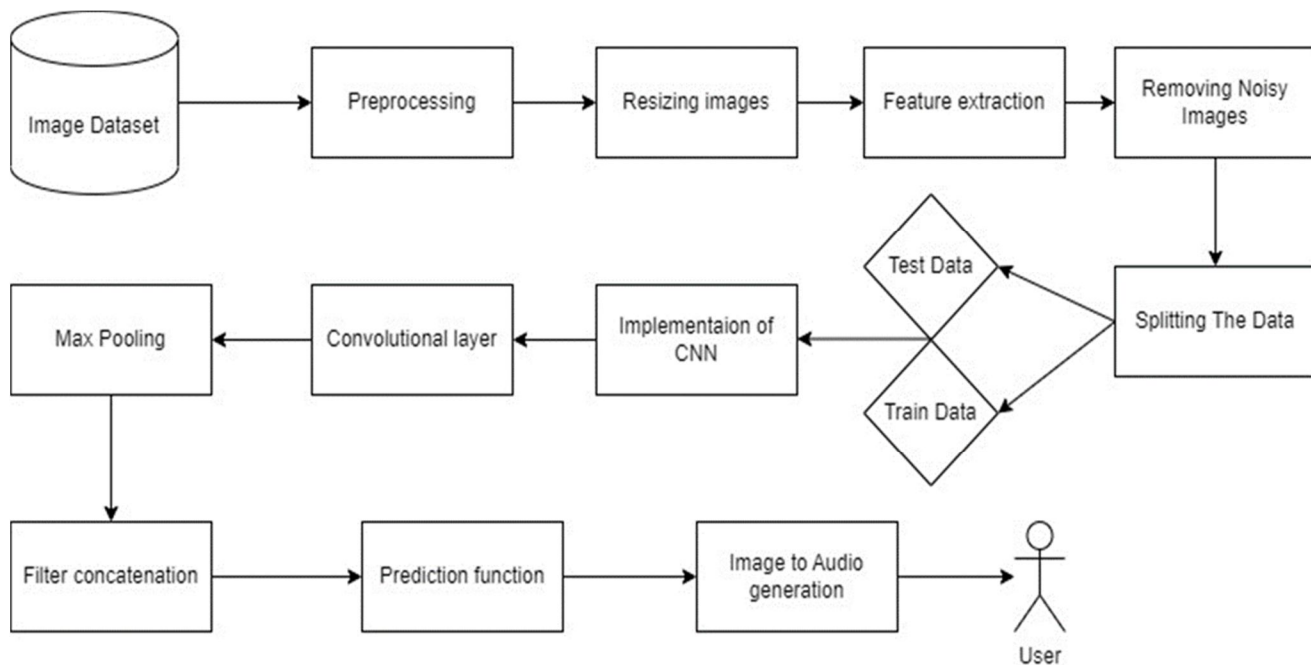 Image Dataset
Preprocessing
Resizing images
Feature extraction
Removing Noisy
Images
Test Data
Splitting The Data
Max Pooling
Convolutional layer
Implementaion of
CNN
Train Data
Filter concatenation
Prediction function
Image to Audio
generation
User